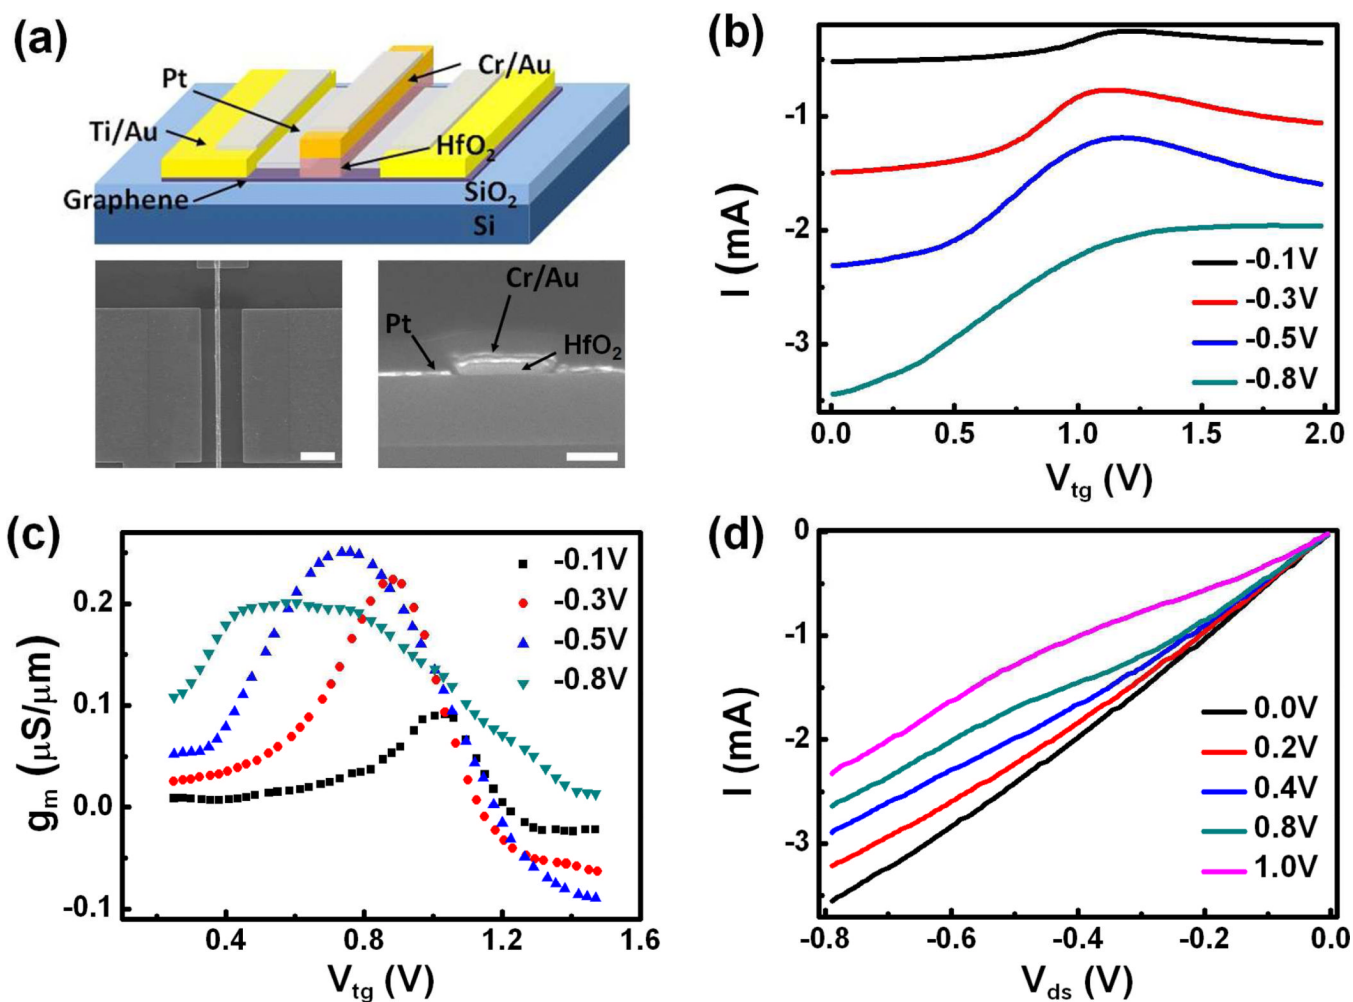 (a)
Pt
Cr/Au
Ti/Au
HfO₂
Graphene
SiO₂
Si
Cr/Au
Pt
HfO₂
(b)
I (mA)
-1
-2
-3
-0.1V
-0.3V
-0.5V
-0.8V
0.0 0.5 1.0 1.5 2.0
Vtg (V)
(c)
gm (μS/μm)
0.2
0.1
0.0
-0.1
-0.1V
-0.3V
-0.5V
-0.8V
0.4 0.8 1.2 1.6
Vtg (V)
(d)
I (mA)
0
-1
-2
-3
0.0V
0.2V
0.4V
0.8V
1.0V
-0.8 -0.6 -0.4 -0.2 0.0
Vds (V)